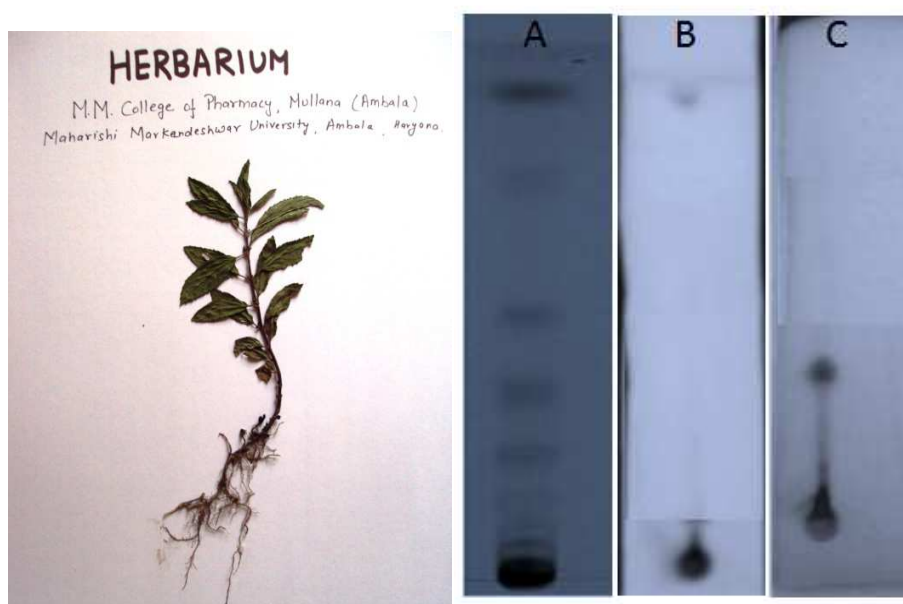 HERBARIUM
M.M. College of Pharmacy, Mullana (Ambala)
Maharishi Markandeshwar University, Ambala, Haryana.
A B C